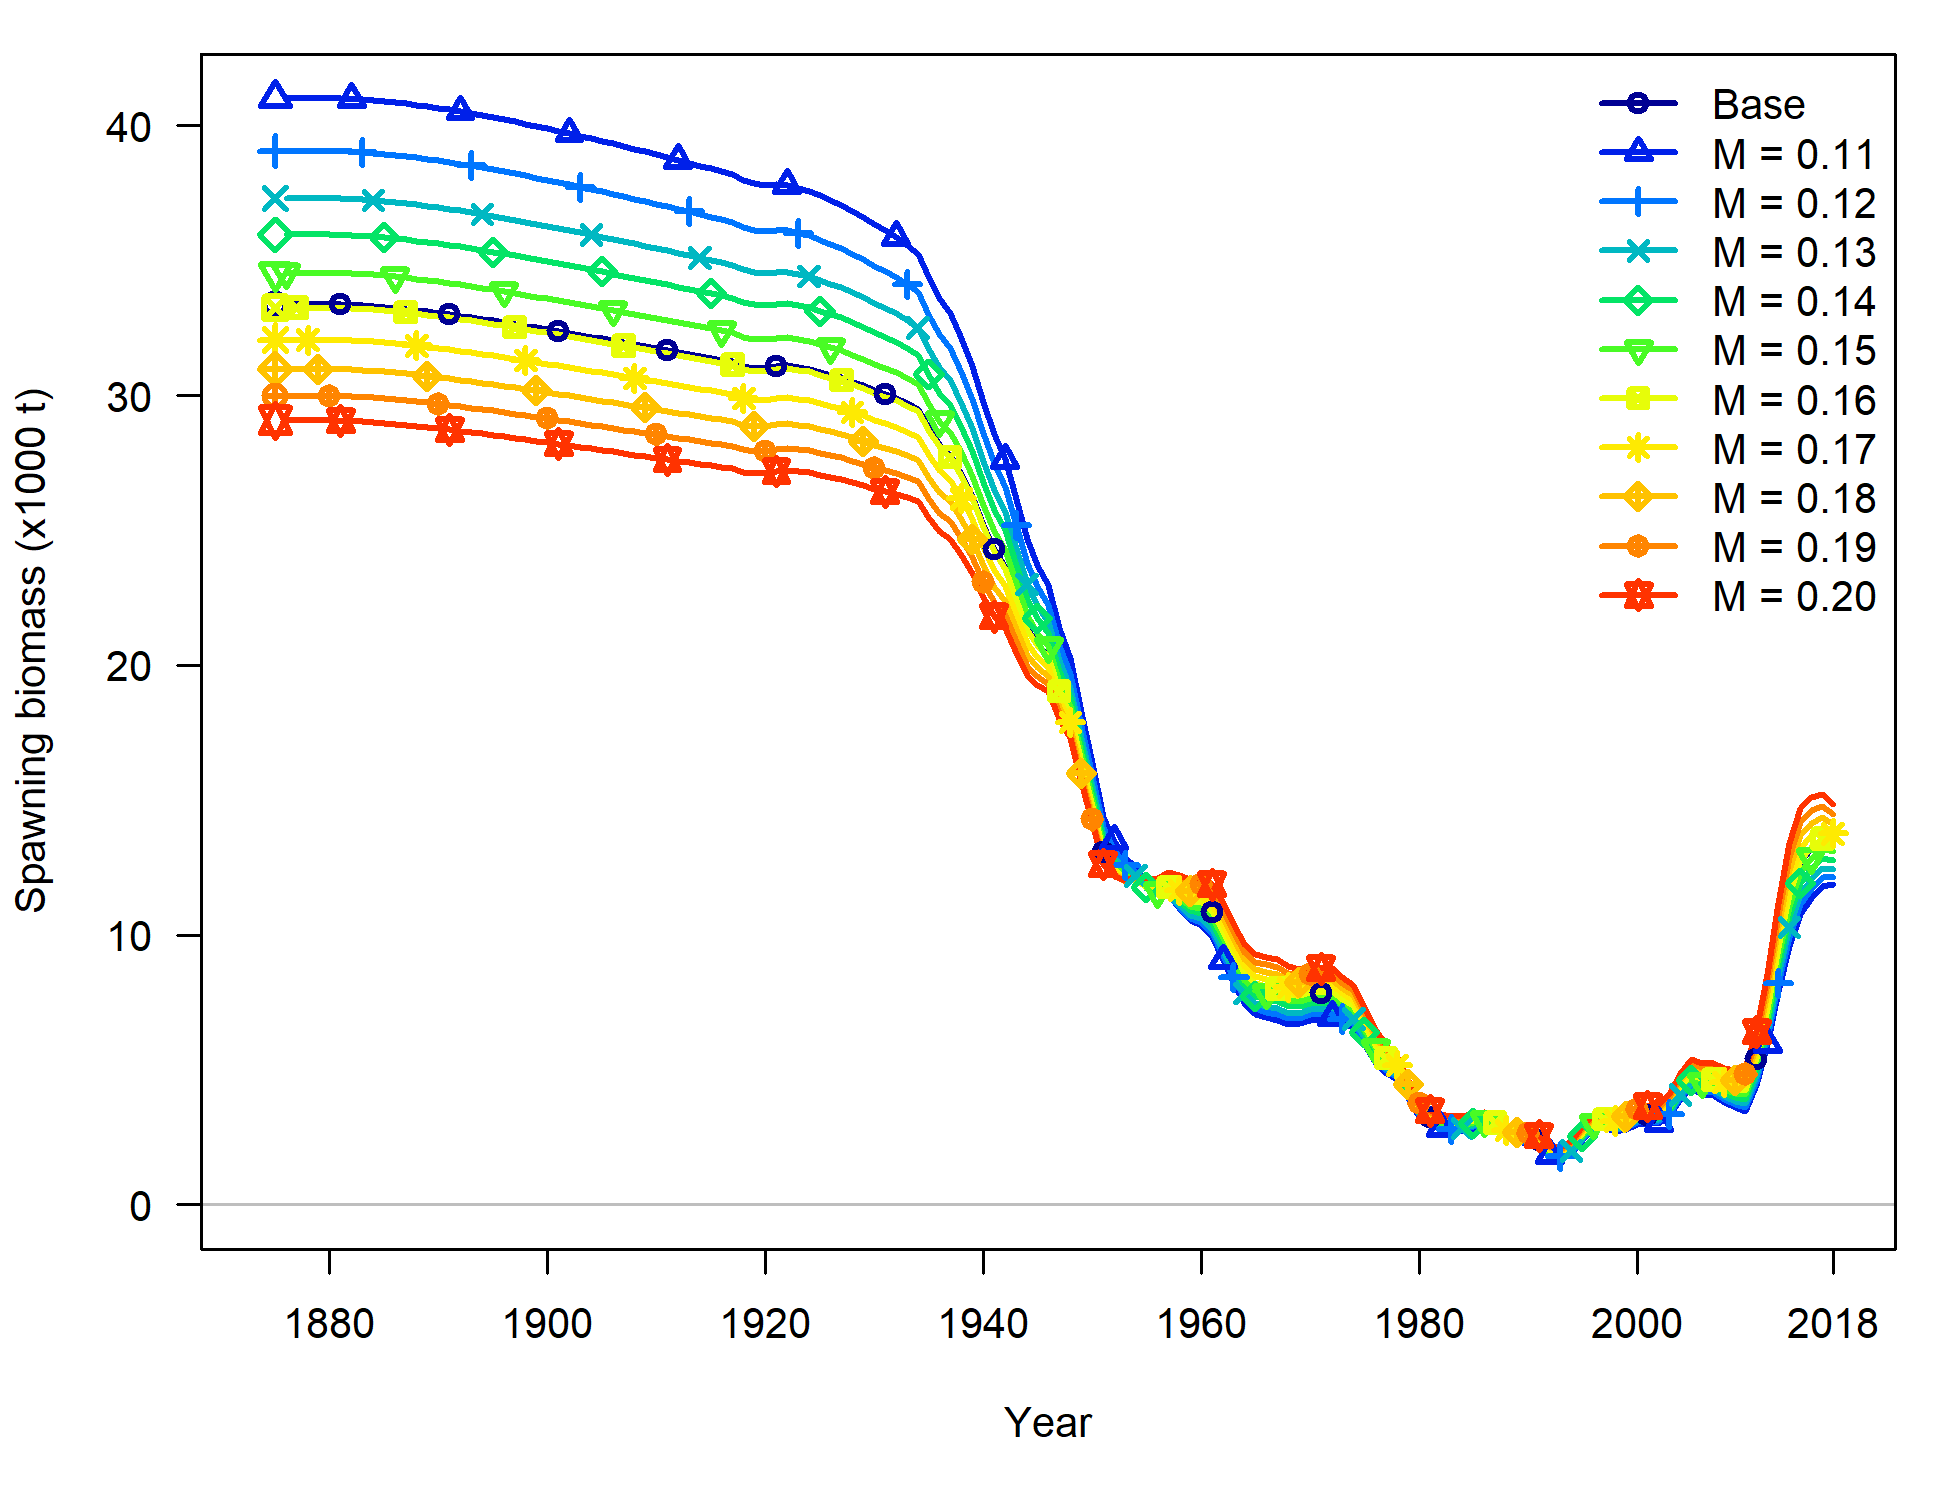 Base
M = 0.11
M = 0.12
M = 0.13
M = 0.14
M = 0.15
M = 0.16
M = 0.17
M = 0.18
M = 0.19
M = 0.20
Spawning biomass (x1000 t)
40
30
20
10
0
1880 1900 1920 1940 1960 1980 2000 2018
Year